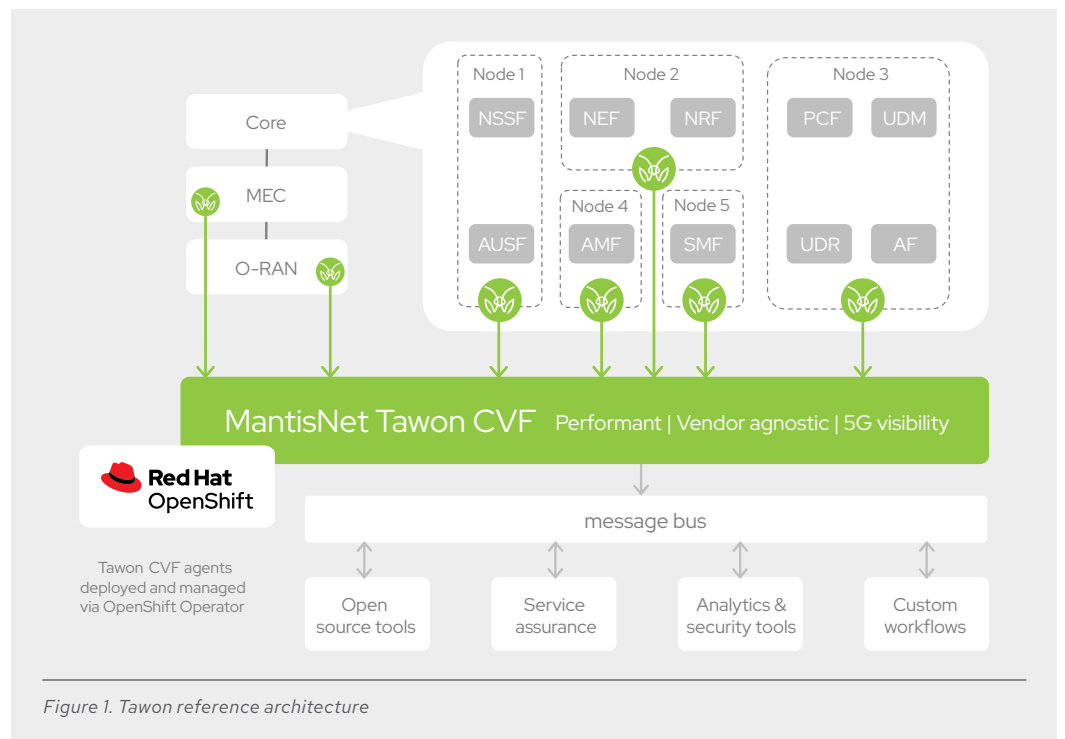 Core
MEC
O-RAN
Node 1
NSSF
AUSF
Node 2
NEF
NRF
Node 4
AMF
Node 5
SMF
Node 3
PCF
UDM
UDR
AF
MantisNet Tawon CVF
Performant | Vendor agnostic | 5G visibility
Red Hat
OpenShift
Tawon CVF agents
deployed and managed
via OpenShift Operator
message bus
Open
source tools
Service
assurance
Analytics &
security tools
Custom
workflows
Figure 1. Tawon reference architecture